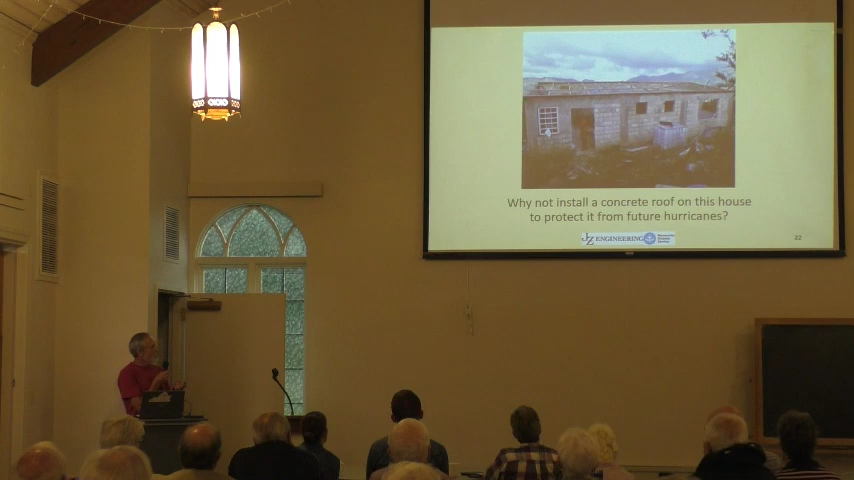 Why not install a concrete roof on this house
to protect it from future hurricanes?
JZ ENGINEERING
22